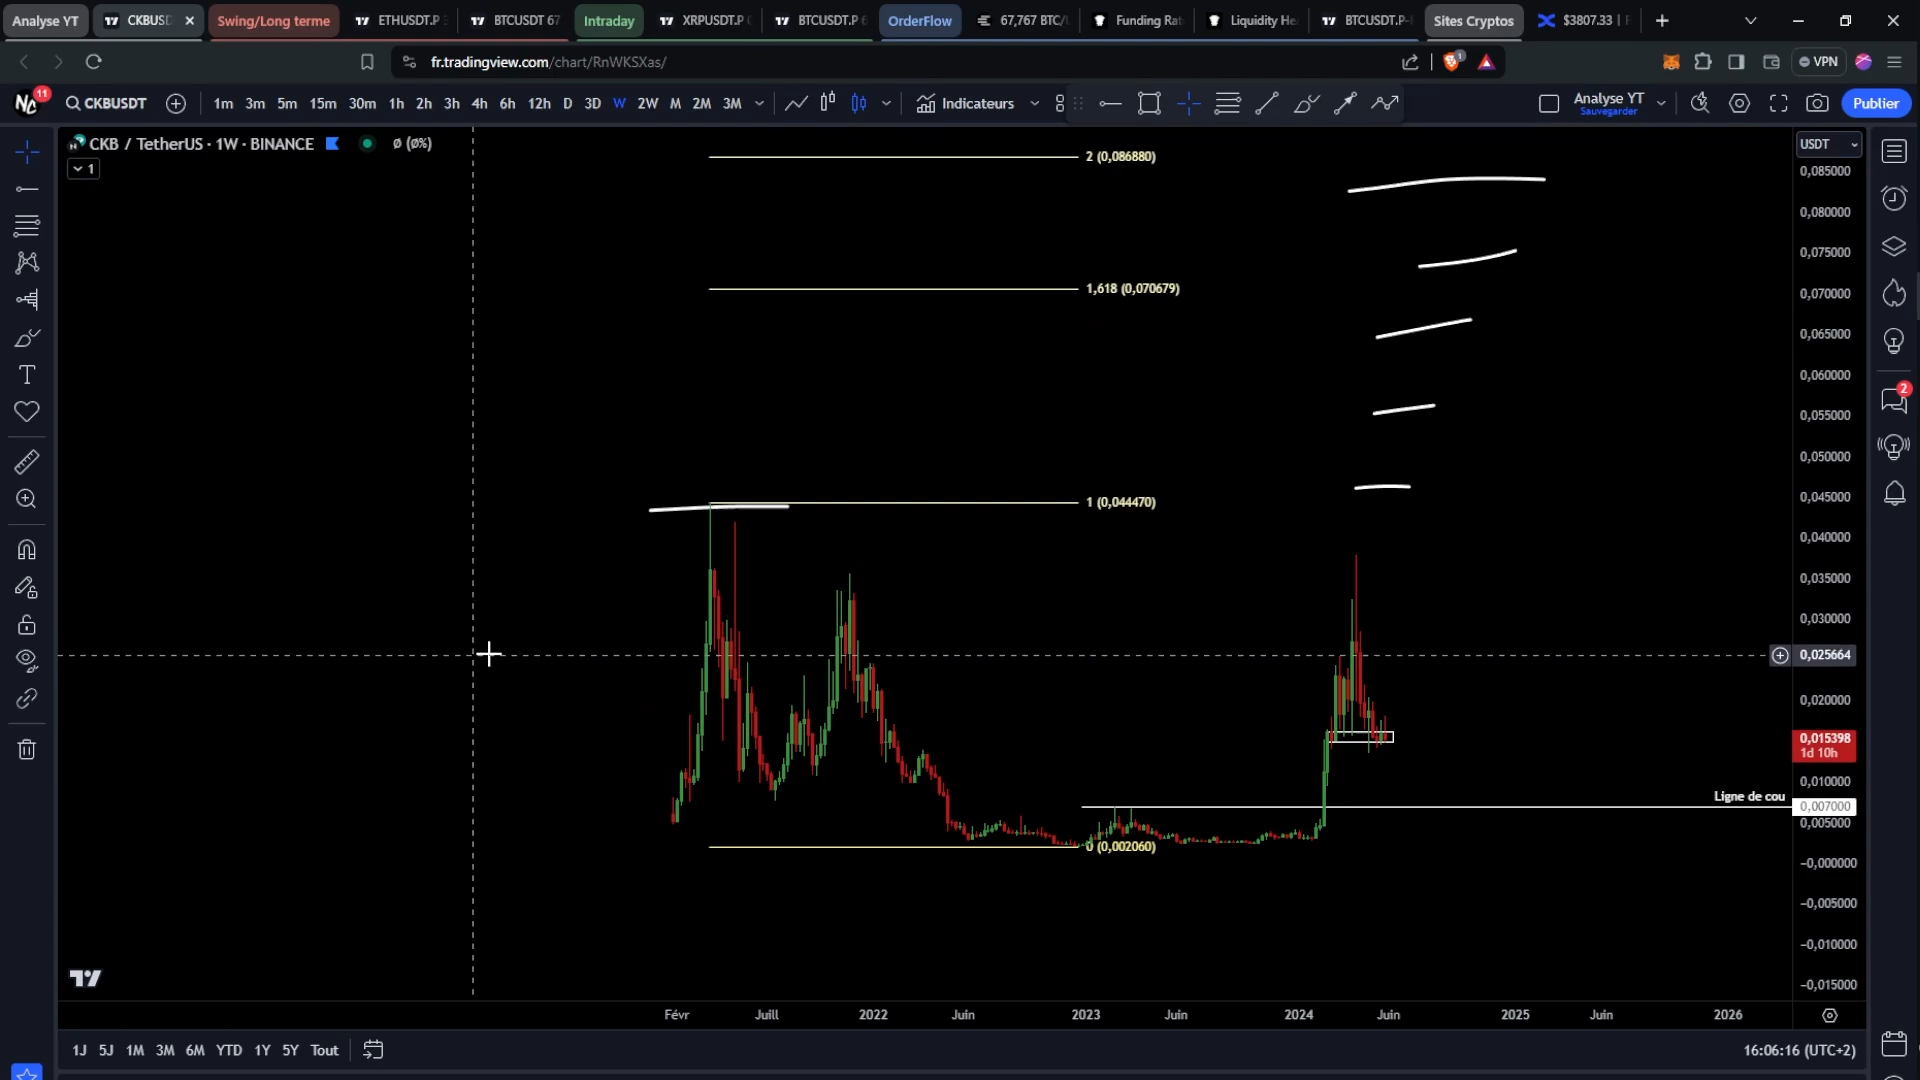 Analyse YT
CKBUSD
Swing/Long terme
ETHUSDT.P
BTCUSDT 67
Intraday
XRPUSDT.P
BTCUSDT.P 6
OrderFlow
67,767 BTC/
Funding Rat
Liquidity He
BTCUSDT.P
Sites Cryptos
$3807.33 |
fr.tradingview.com/chart/RnWKSXas/
1
VPN
11
CKBUSDT
1m 3m 5m 15m 30m 1h 2h 3h 4h 6h 12h D 3D W 2W M 2M 3M
Indicateurs
Analyse YT
Sauvegarder
Publier
CKB / TetherUS · 1W · BINANCE
Ø (0%)
1
USDT
2 (0,086880)
1,618 (0,070679)
1 (0,044470)
0 (0,002060)
Ligne de cou
0,085000
0,080000
0,075000
0,070000
0,065000
0,060000
0,055000
0,050000
0,045000
0,040000
0,035000
0,030000
0,025664
0,020000
0,015398
1d 10h
0,010000
0,007000
0,005000
−0,000000
−0,005000
−0,010000
−0,015000
2
Févr Juill 2022 Juin 2023 Juin 2024 Juin 2025 Juin 2026
1J 5J 1M 3M 6M YTD 1Y 5Y Tout
16:06:16 (UTC+2)